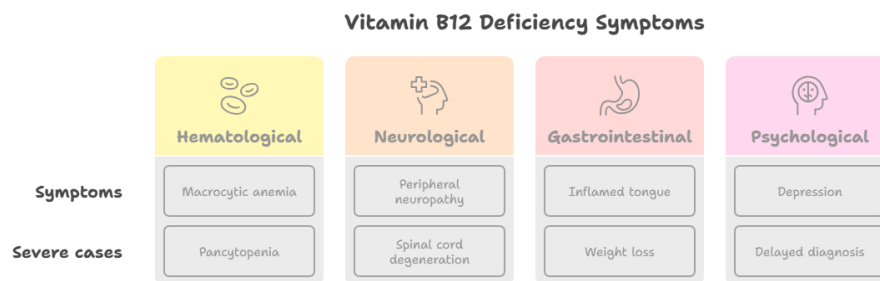 Vitamin B12 Deficiency Symptoms
Hematological
Neurological
Gastrointestinal
Psychological
Symptoms
Macrocytic anemia
Peripheral
neuropathy
Inflamed tongue
Depression
Severe cases
Pancytopenia
Spinal cord
degeneration
Weight loss
Delayed diagnosis